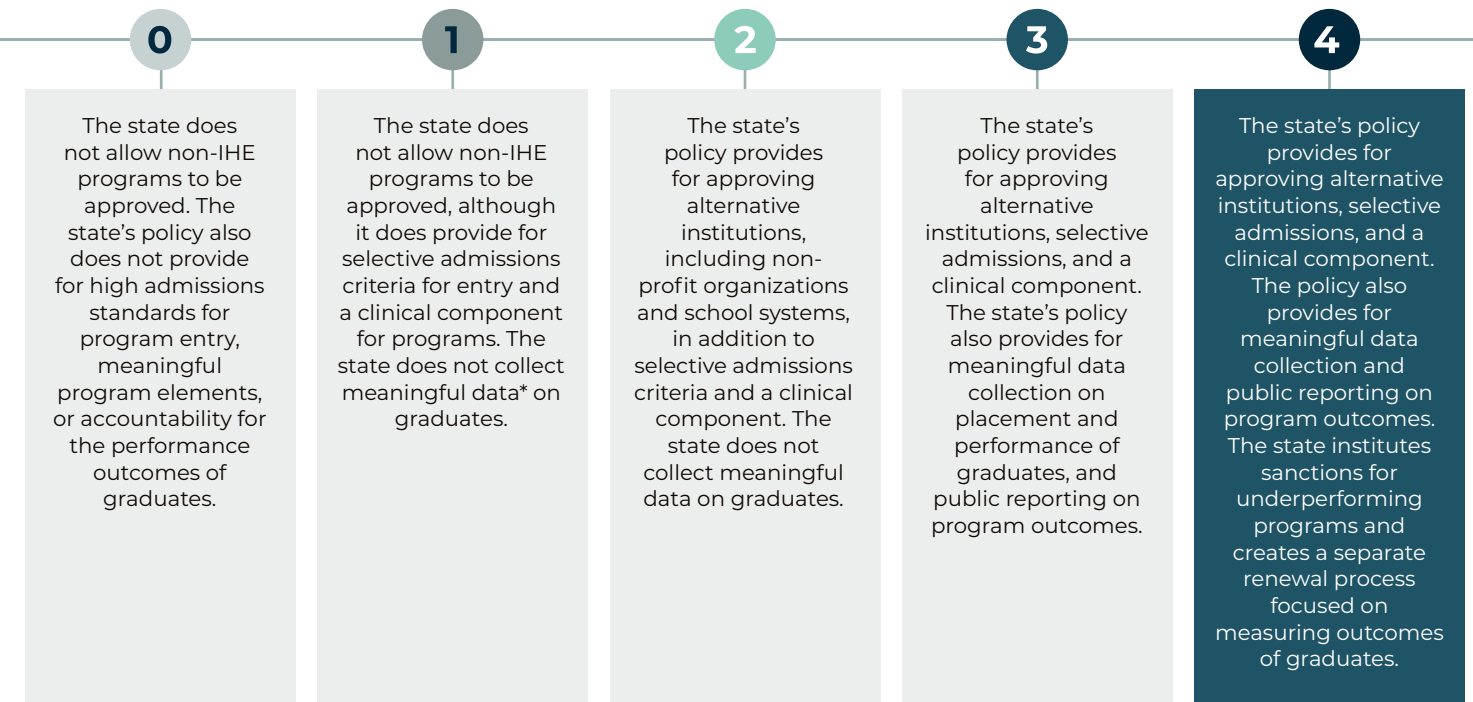 0
The state does
not allow non-IHE
programs to be
approved. The
state’s policy also
does not provide
for high admissions
standards for
program entry,
meaningful
program elements,
or accountability for
the performance
outcomes of
graduates.
1
The state does
not allow non-IHE
programs to be
approved, although
it does provide for
selective admissions
criteria for entry and
a clinical component
for programs. The
state does not collect
meaningful data* on
graduates.
2
The state’s
policy provides
for approving
alternative
institutions,
including non-
profit organizations
and school systems,
in addition to
selective admissions
criteria and a clinical
component. The
state does not
collect meaningful
data on graduates.
3
The state’s
policy provides
for approving
alternative
institutions, selective
admissions, and a
clinical component.
The state’s policy
also provides for
meaningful data
collection on
placement and
performance of
graduates, and
public reporting on
program outcomes.
4
The state’s policy
provides for
approving alternative
institutions, selective
admissions, and a
clinical component.
The policy also
provides for
meaningful data
collection and
public reporting on
program outcomes.
The state institutes
sanctions for
underperforming
programs and
creates a separate
renewal process
focused on
measuring outcomes
of graduates.